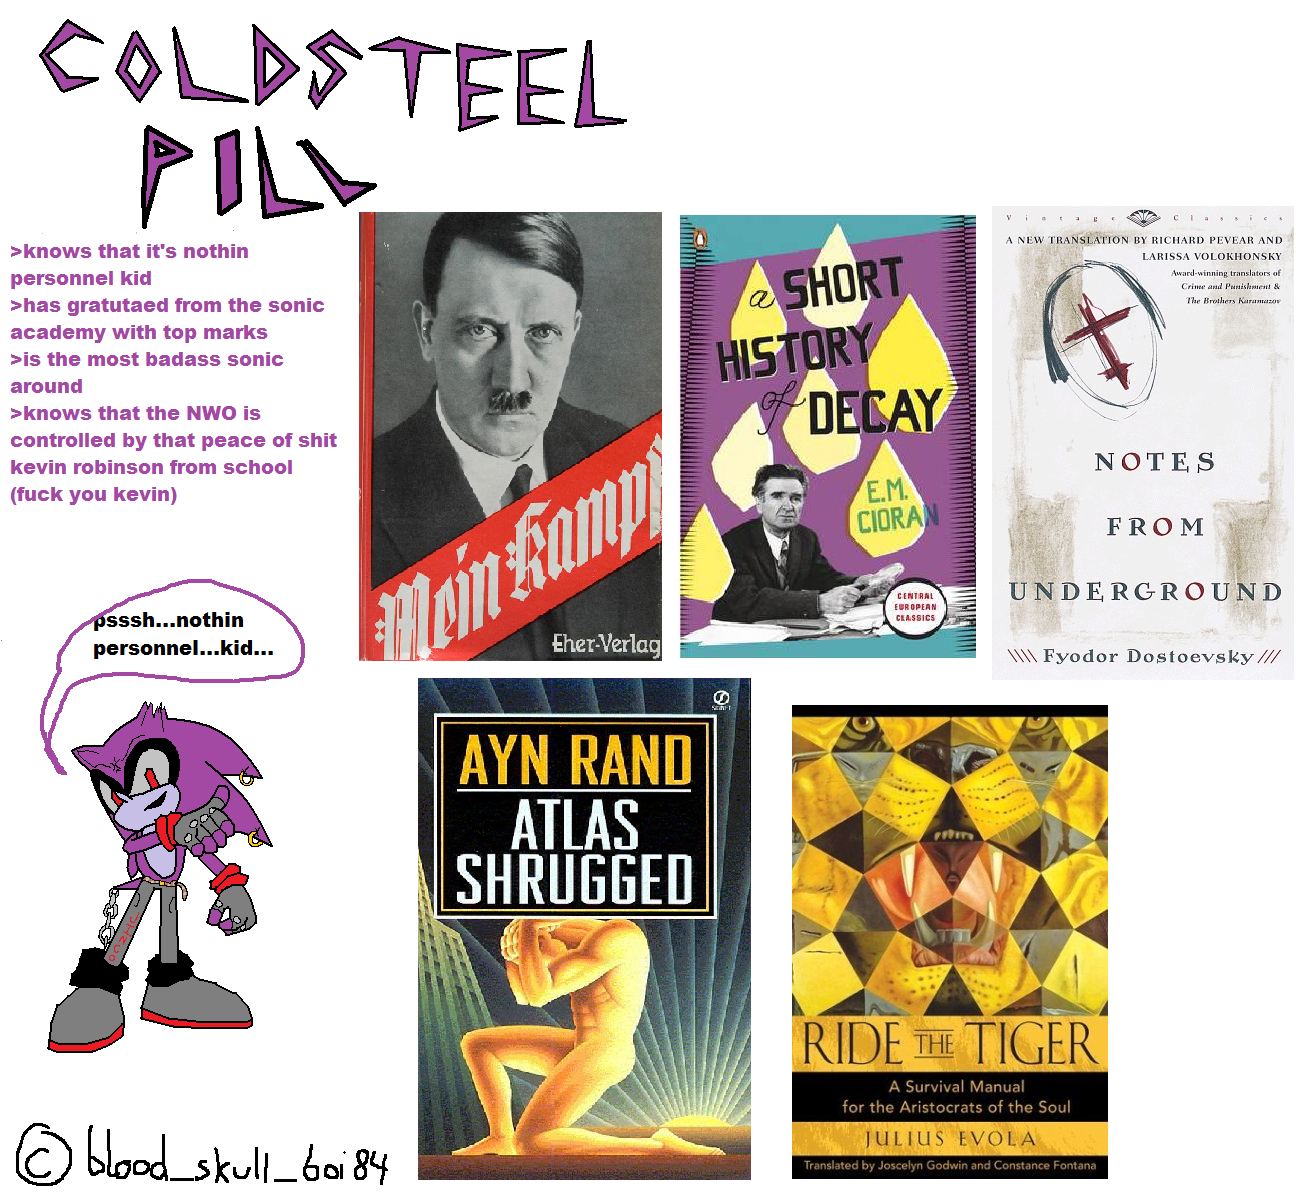 COLDSTEEL
PILL
>knows that it's nothin
personnel kid
>has gratutaed from the sonic
academy with top marks
>is the most badass sonic
around
>knows that the NWO is
controlled by that peace of shit
kevin robinson from school
(fuck you kevin)
psssh...nothin
personnel...kid...
©blood_skull_boi84
Mein Kampf
Eher-Verlag
a SHORT
HISTORY
of DECAY
E.M.
CIORAN
CENTRAL
EUROPEAN
CLASSICS
Vintage Classics
A NEW TRANSLATION BY RICHARD PEVEAR AND
LARISSA VOLOKHONSKY
Award-winning translators of
Crime and Punishment &
The Brothers Karamazov
NOTES
FROM
UNDERGROUND
\\\\ Fyodor Dostoevsky ///
SIGNET
AYN RAND
ATLAS
SHRUGGED
RIDE THE TIGER
A Survival Manual
for the Aristocrats of the Soul
JULIUS EVOLA
Translated by Joscelyn Godwin and Constance Fontana